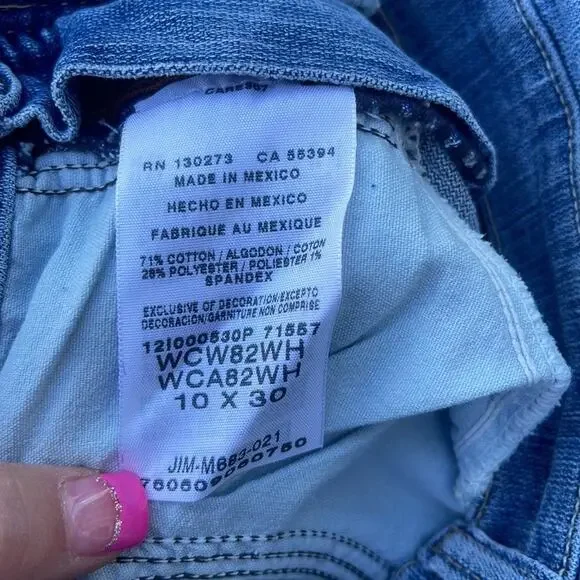 RN 130273 CA 55394
MADE IN MEXICO
HECHO EN MEXICO
FABRIQUE AU MEXIQUE
71% COTTON / ALGODON / COTON
28% POLYESTER / POLIESTER 1%
SPANDEX
EXCLUSIVE OF DECORATION/EXCEPTO
DECORACION/GARNITURE NON COMPRISE
12I000530P 71557
WCW82WH
WCA82WH
10 X 30